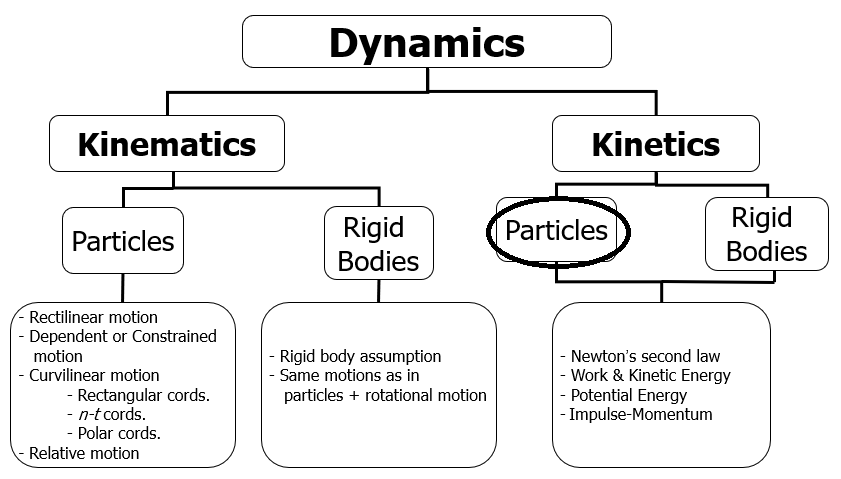 Dynamics
Kinematics
Kinetics
Particles
Rigid
Bodies
Particles
Rigid
Bodies
- Rectilinear motion
- Dependent or Constrained
motion
- Curvilinear motion
- Rectangular cords.
- n-t cords.
- Polar cords.
- Relative motion
- Rigid body assumption
- Same motions as in
particles + rotational motion
- Newton's second law
- Work & Kinetic Energy
- Potential Energy
- Impulse-Momentum